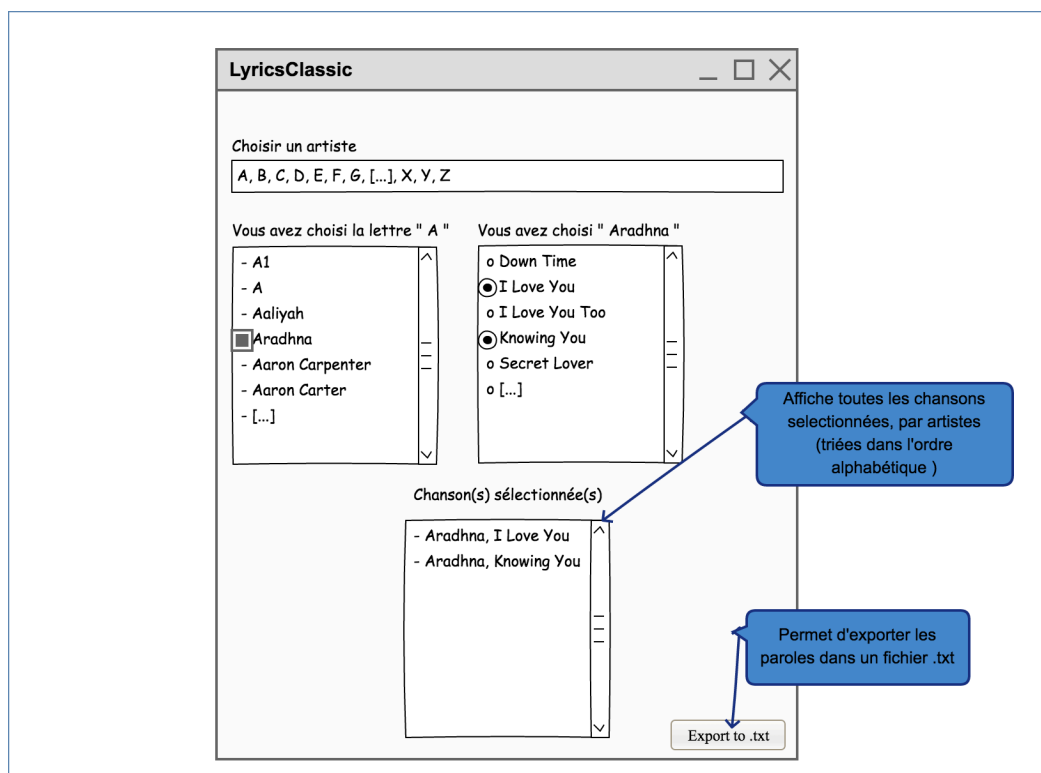 LyricsClassic
Choisir un artiste
A, B, C, D, E, F, G, [...], X, Y, Z
Vous avez choisi la lettre " A "
- A1
- A
- Aaliyah
Aradhna
- Aaron Carpenter
- Aaron Carter
- [...]
Vous avez choisi " Aradhna "
o Down Time
I Love You
o I Love You Too
Knowing You
o Secret Lover
o [...]
Affiche toutes les chansons
selectionnées, par artistes
(triées dans l'ordre
alphabétique )
Chanson(s) sélectionnée(s)
- Aradhna, I Love You
- Aradhna, Knowing You
Permet d'exporter les
paroles dans un fichier .txt
Export to .txt